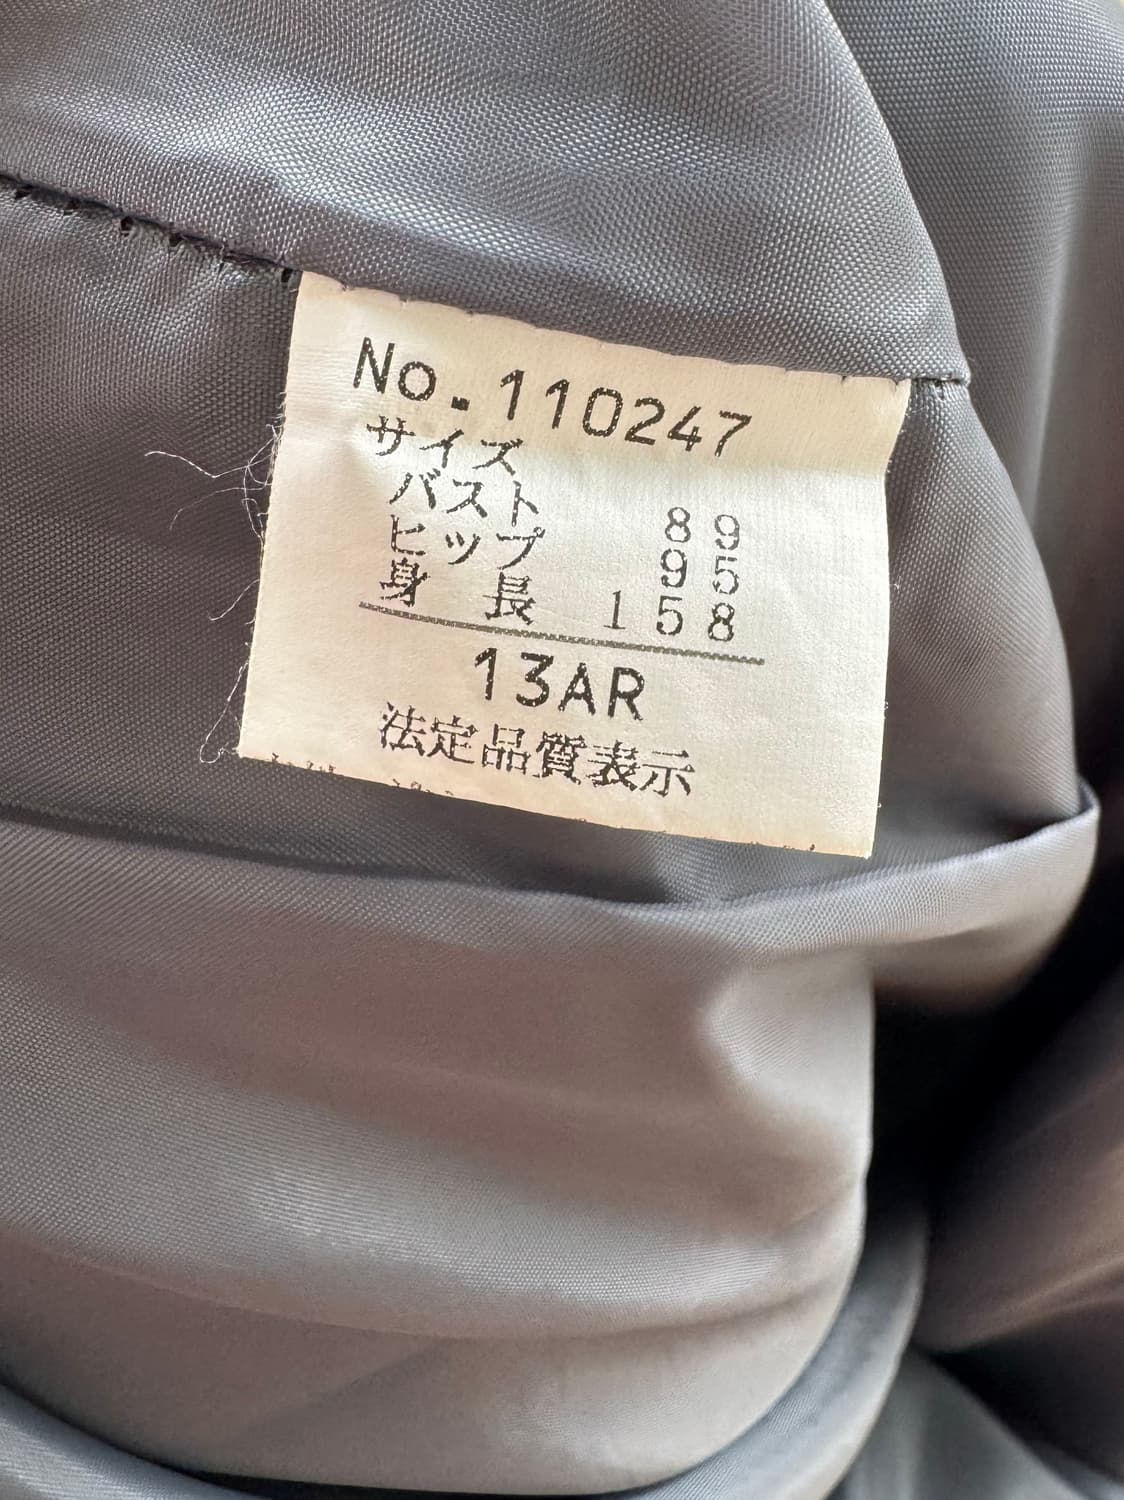 No.110247
サイズ
バスト 89
ヒップ 95
身長 158
13AR
法定品質表示